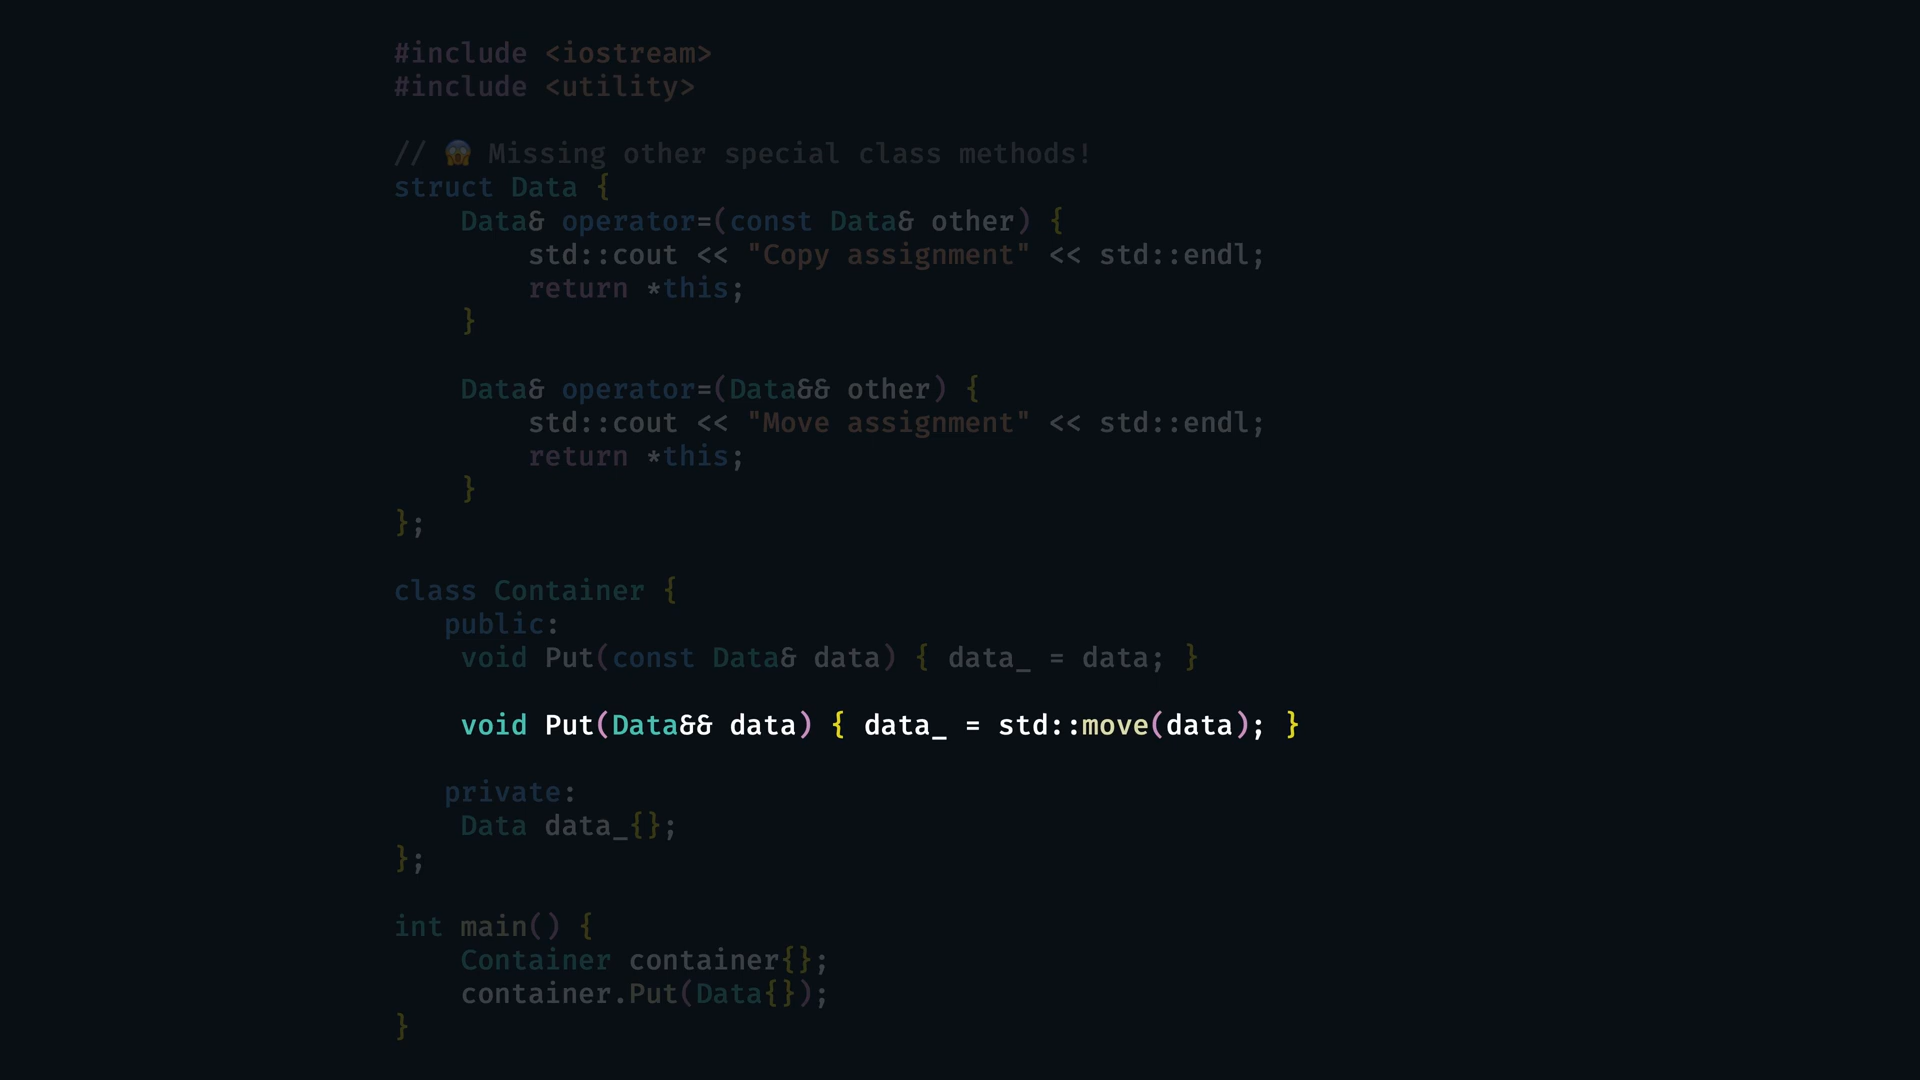 #include <iostream>
#include <utility>
// 😱 Missing other special class methods!
struct Data {
Data& operator=(const Data& other) {
std::cout << "Copy assignment" << std::endl;
return *this;
}
Data& operator=(Data&& other) {
std::cout << "Move assignment" << std::endl;
return *this;
}
};
class Container {
public:
void Put(const Data& data) { data_ = data; }
void Put(Data&& data) { data_ = std::move(data); }
private:
Data data_{};
};
int main() {
Container container{};
container.Put(Data{});
}